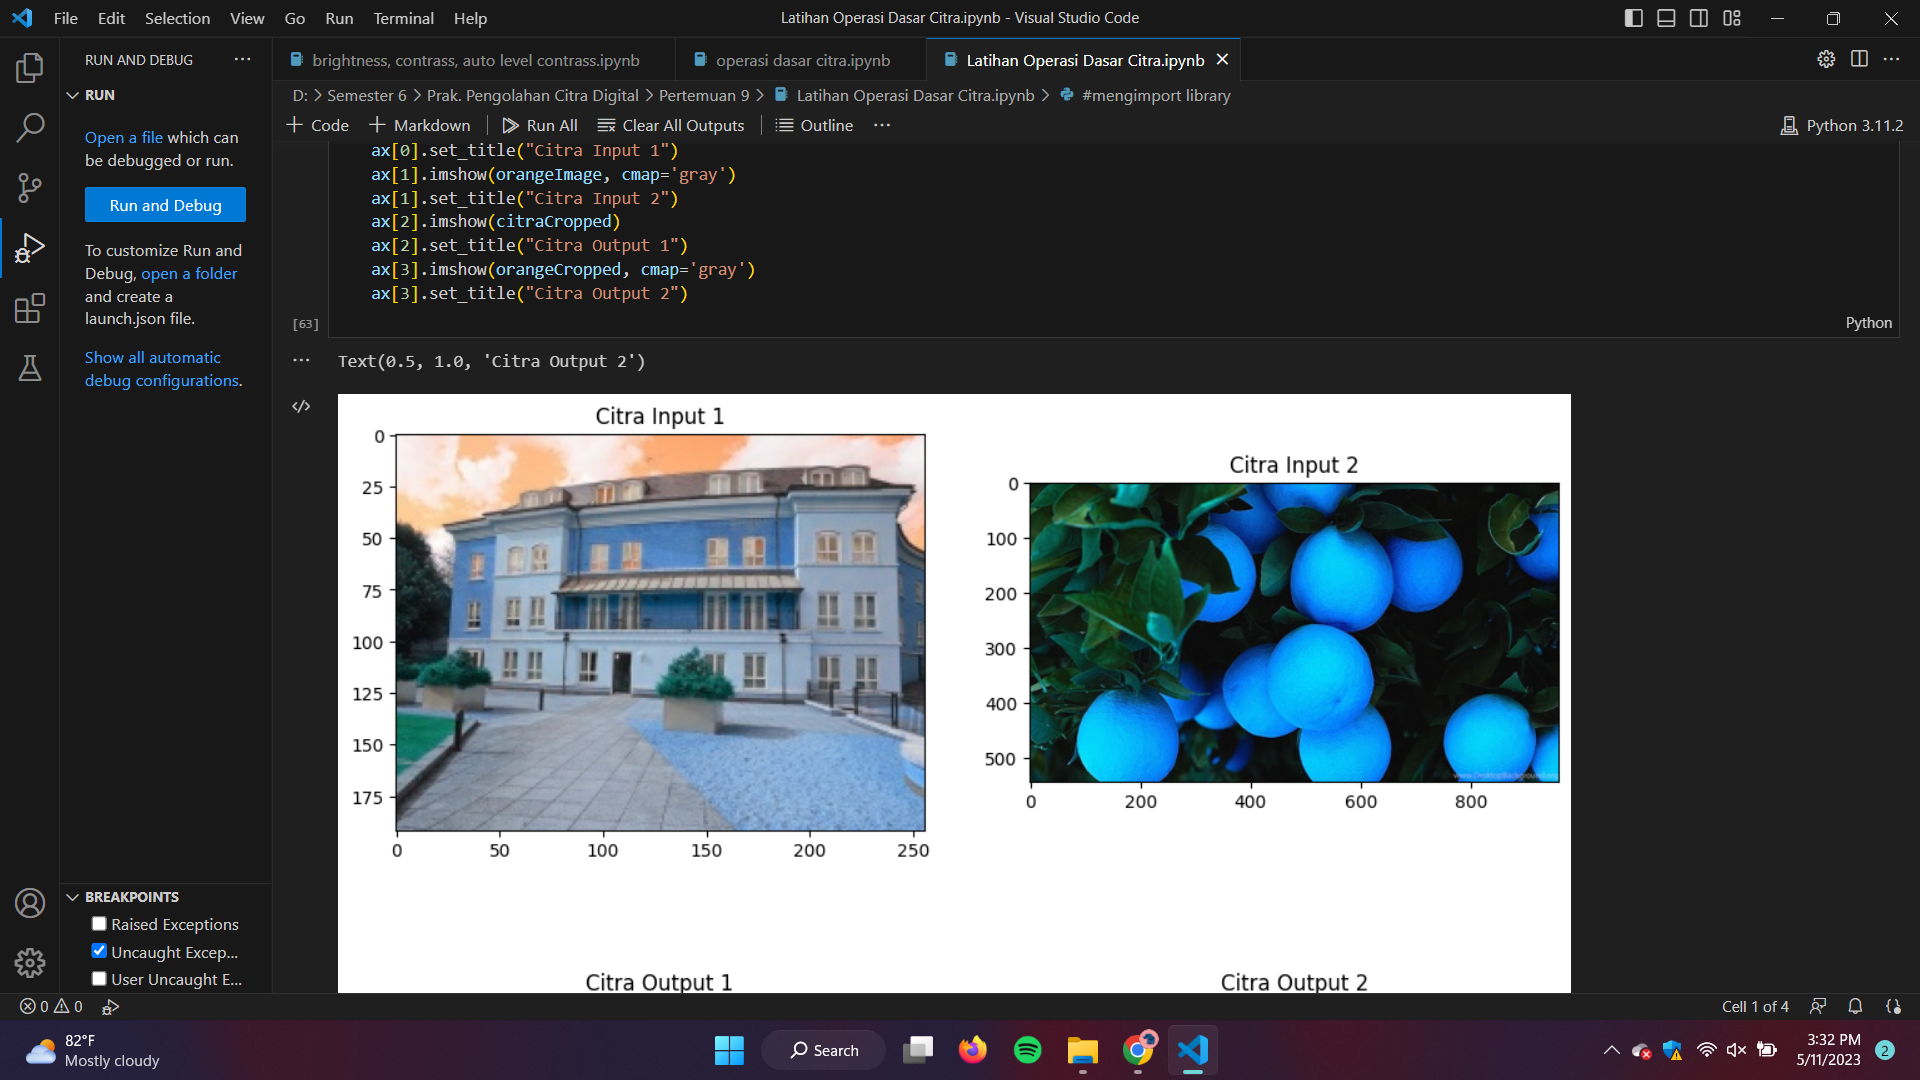 File Edit Selection View Go Run Terminal Help
Latihan Operasi Dasar Citra.ipynb - Visual Studio Code
RUN AND DEBUG ...
brightness, contrass, auto level contrass.ipynb
operasi dasar citra.ipynb
Latihan Operasi Dasar Citra.ipynb
RUN
D: > Semester 6 > Prak. Pengolahan Citra Digital > Pertemuan 9 > Latihan Operasi Dasar Citra.ipynb > #mengimport library
+ Code + Markdown Run All Clear All Outputs Outline ... Python 3.11.2
Open a file which can
be debugged or run.
Run and Debug
To customize Run and
Debug, open a folder
and create a
launch.json file.
Show all automatic
debug configurations.
ax[0].set_title("Citra Input 1")
ax[1].imshow(orangeImage, cmap='gray')
ax[1].set_title("Citra Input 2")
ax[2].imshow(citraCropped)
ax[2].set_title("Citra Output 1")
ax[3].imshow(orangeCropped, cmap='gray')
ax[3].set_title("Citra Output 2")
[63]
Python
Text(0.5, 1.0, 'Citra Output 2')
Citra Input 1
0
25
50
75
100
125
150
175
0 50 100 150 200 250
Citra Input 2
0
100
200
300
400
500
0 200 400 600 800
Citra Output 1
Citra Output 2
BREAKPOINTS
Raised Exceptions
Uncaught Excep...
User Uncaught E...
0 0
Cell 1 of 4
82°F
Mostly cloudy
Search
3:32 PM
5/11/2023
2